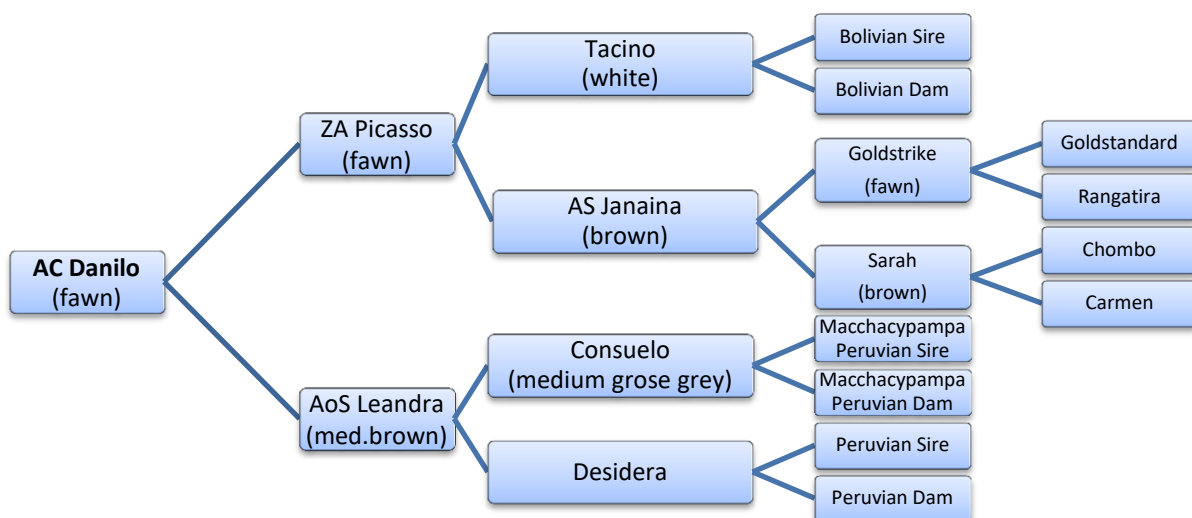 Tacino
(white)
Bolivian Sire
Bolivian Dam
ZA Picasso
(fawn)
Goldstrike
(fawn)
Goldstandard
Rangatira
AS Janaina
(brown)
Sarah
(brown)
Chombo
Carmen
AC Danilo
(fawn)
Consuelo
(medium grose grey)
Macchacypampa
Peruvian Sire
Macchacypampa
Peruvian Dam
AoS Leandra
(med.brown)
Desidera
Peruvian Sire
Peruvian Dam